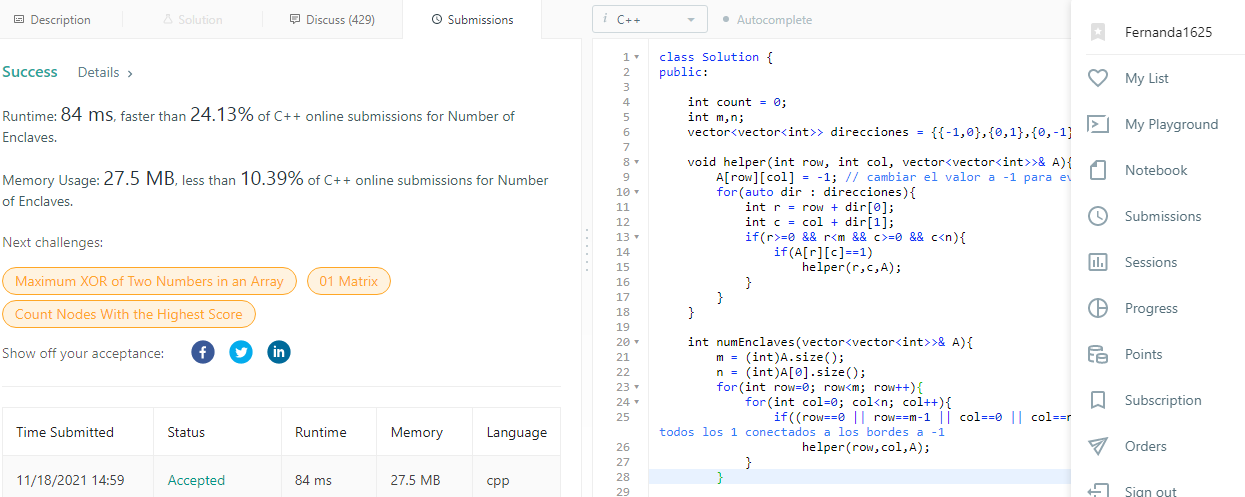 Description
Solution
Discuss (429)
Submissions
Success
Details
Runtime: 84 ms, faster than 24.13% of C++ online submissions for Number of
Enclaves.
Memory Usage: 27.5 MB, less than 10.39% of C++ online submissions for Number
of Enclaves.
Next challenges:
Maximum XOR of Two Numbers in an Array
01 Matrix
Count Nodes With the Highest Score
Show off your acceptance:
Time Submitted Status Runtime Memory Language
11/18/2021 14:59 Accepted 84 ms 27.5 MB cpp
i C++
Autocomplete
1 class Solution {
2 public:
3
4 int count = 0;
5 int m,n;
6 vector<vector<int>> direcciones = {{-1,0},{0,1},{0,-1}
7
8 void helper(int row, int col, vector<vector<int>>& A){
9 A[row][col] = -1; // cambiar el valor a -1 para
10 for(auto dir : direcciones){
11 int r = row + dir[0];
12 int c = col + dir[1];
13 if(r>=0 && r<m && c>=0 && c<n){
14 if(A[r][c]==1)
15 helper(r,c,A);
16 }
17 }
18 }
19
20 int numEnclaves(vector<vector<int>>& A){
21 m = (int)A.size();
22 n = (int)A[0].size();
23 for(int row=0; row<m; row++){
24 for(int col=0; col<n; col++){
25 if((row==0 || row==m-1 || col==0 ||
todos los 1 conectados a los bordes a -1
26 helper(row,col,A);
27 }
28 }
29
Fernanda1625
My List
My Playground
Notebook
Submissions
Sessions
Progress
Points
Subscription
Orders
Sign out